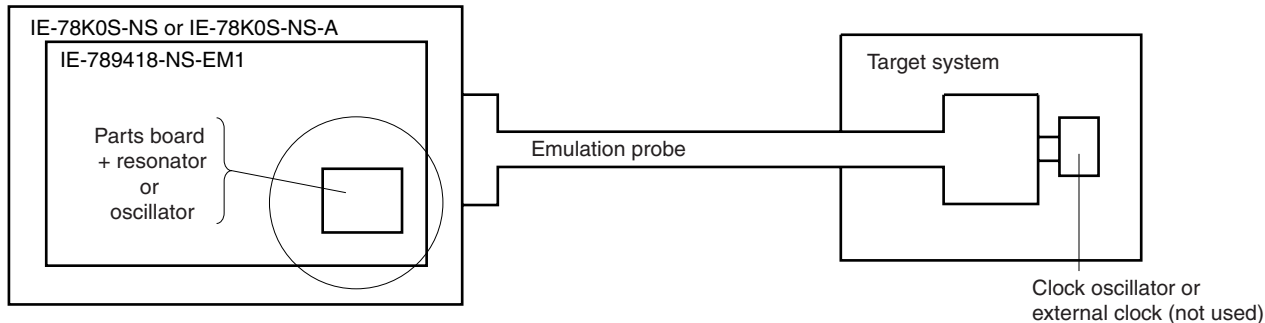 IE-78K0S-NS or IE-78K0S-NS-A
IE-789418-NS-EM1
Parts board
+ resonator
or
oscillator
Emulation probe
Target system
Clock oscillator or
external clock (not used)